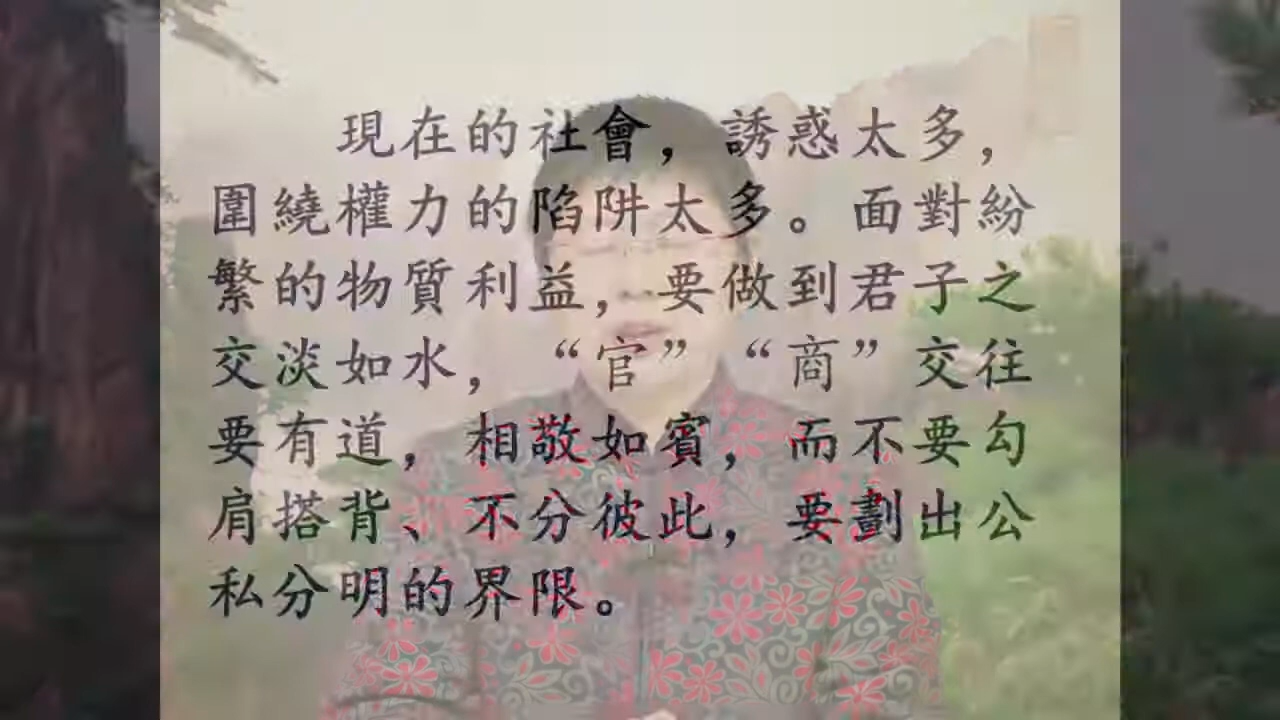 現在的社會，誘惑太多，
圍繞權力的陷阱太多。面對紛
繁的物質利益，要做到君子之
交淡如水，“官”“商”交往
要有道，相敬如賓，而不要勾
肩搭背、不分彼此，要劃出公
私分明的界限。